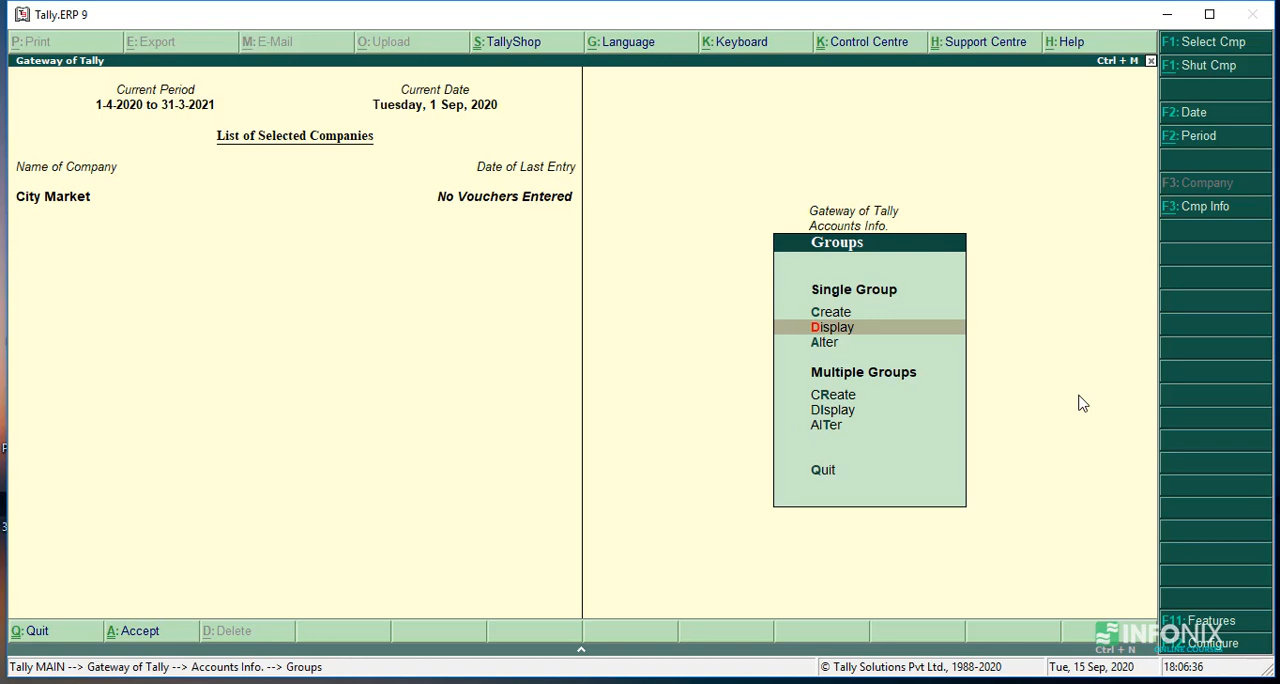 Tally.ERP 9
P: Print E: Export M: E-Mail O: Upload S: TallyShop G: Language K: Keyboard K: Control Centre H: Support Centre H: Help
F1: Select Cmp
Gateway of Tally Ctrl + M
F1: Shut Cmp
Current Period Current Date
1-4-2020 to 31-3-2021 Tuesday, 1 Sep, 2020
F2: Date
List of Selected Companies
F2: Period
Name of Company Date of Last Entry
F3: Company
City Market No Vouchers Entered
F3: Cmp Info
Gateway of Tally
Accounts Info.
Groups
Single Group
Create
Display
Alter
Multiple Groups
CReate
DIsplay
AlTer
Quit
F11: Features
Q: Quit A: Accept D: Delete
INFONIX
Configure
Ctrl + N
ONLINE COURSES
Tally MAIN --> Gateway of Tally --> Accounts Info. --> Groups © Tally Solutions Pvt Ltd., 1988-2020 Tue, 15 Sep, 2020 18:06:36